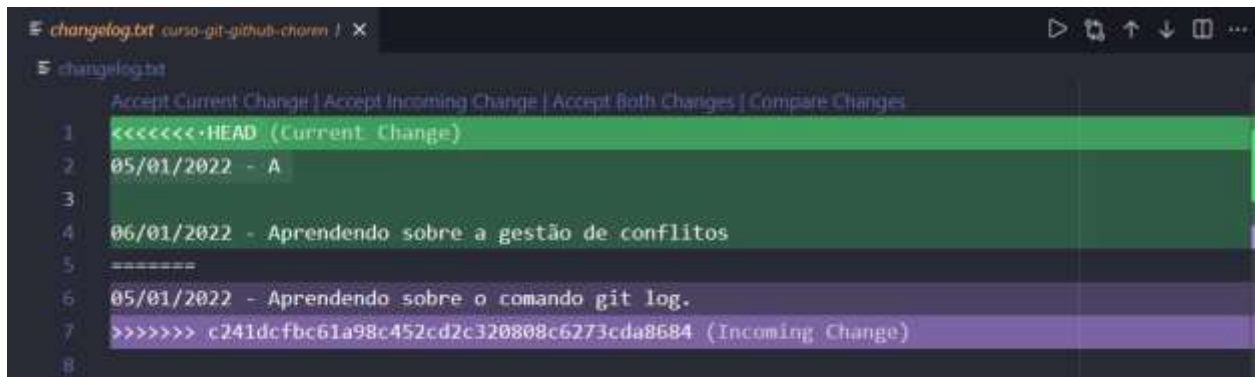 changelog.txt curso-git-github-choren
changelog.txt
Accept Current Change | Accept Incoming Change | Accept Both Changes | Compare Changes
1 <<<<<<<·HEAD (Current Change)
2 05/01/2022 - A
3
4 06/01/2022 - Aprendendo sobre a gestão de conflitos
5 =======
6 05/01/2022 - Aprendendo sobre o comando git log.
7 >>>>>>> c241dcfbc61a98c452cd2c320808c6273cda8684 (Incoming Change)
8